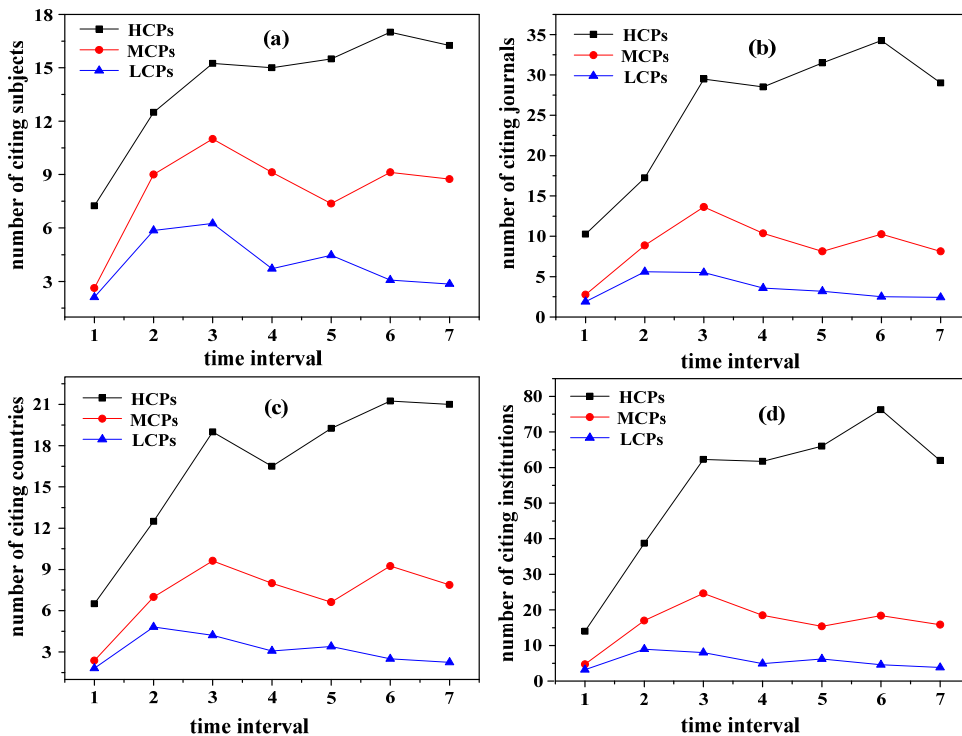 18
15
12
9
6
3
number of citing subjects
HCPs
MCPs
LCPs
(a)
1 2 3 4 5 6 7
time interval
35
30
25
20
15
10
5
0
number of citing journals
HCPs
MCPs
LCPs
(b)
1 2 3 4 5 6 7
time interval
21
18
15
12
9
6
3
number of citing countries
HCPs
MCPs
LCPs
(c)
1 2 3 4 5 6 7
time interval
80
70
60
50
40
30
20
10
0
number of citing institutions
HCPs
MCPs
LCPs
(d)
1 2 3 4 5 6 7
time interval